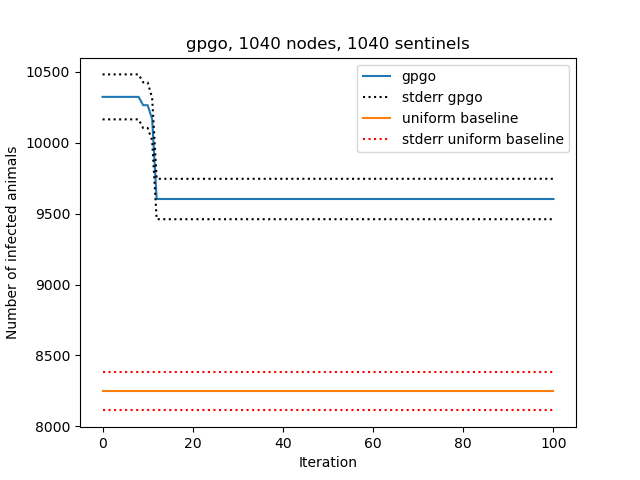 gpgo, 1040 nodes, 1040 sentinels
gpgo
stderr gpgo
uniform baseline
stderr uniform baseline
Number of infected animals
10500
10000
9500
9000
8500
8000
0 20 40 60 80 100
Iteration